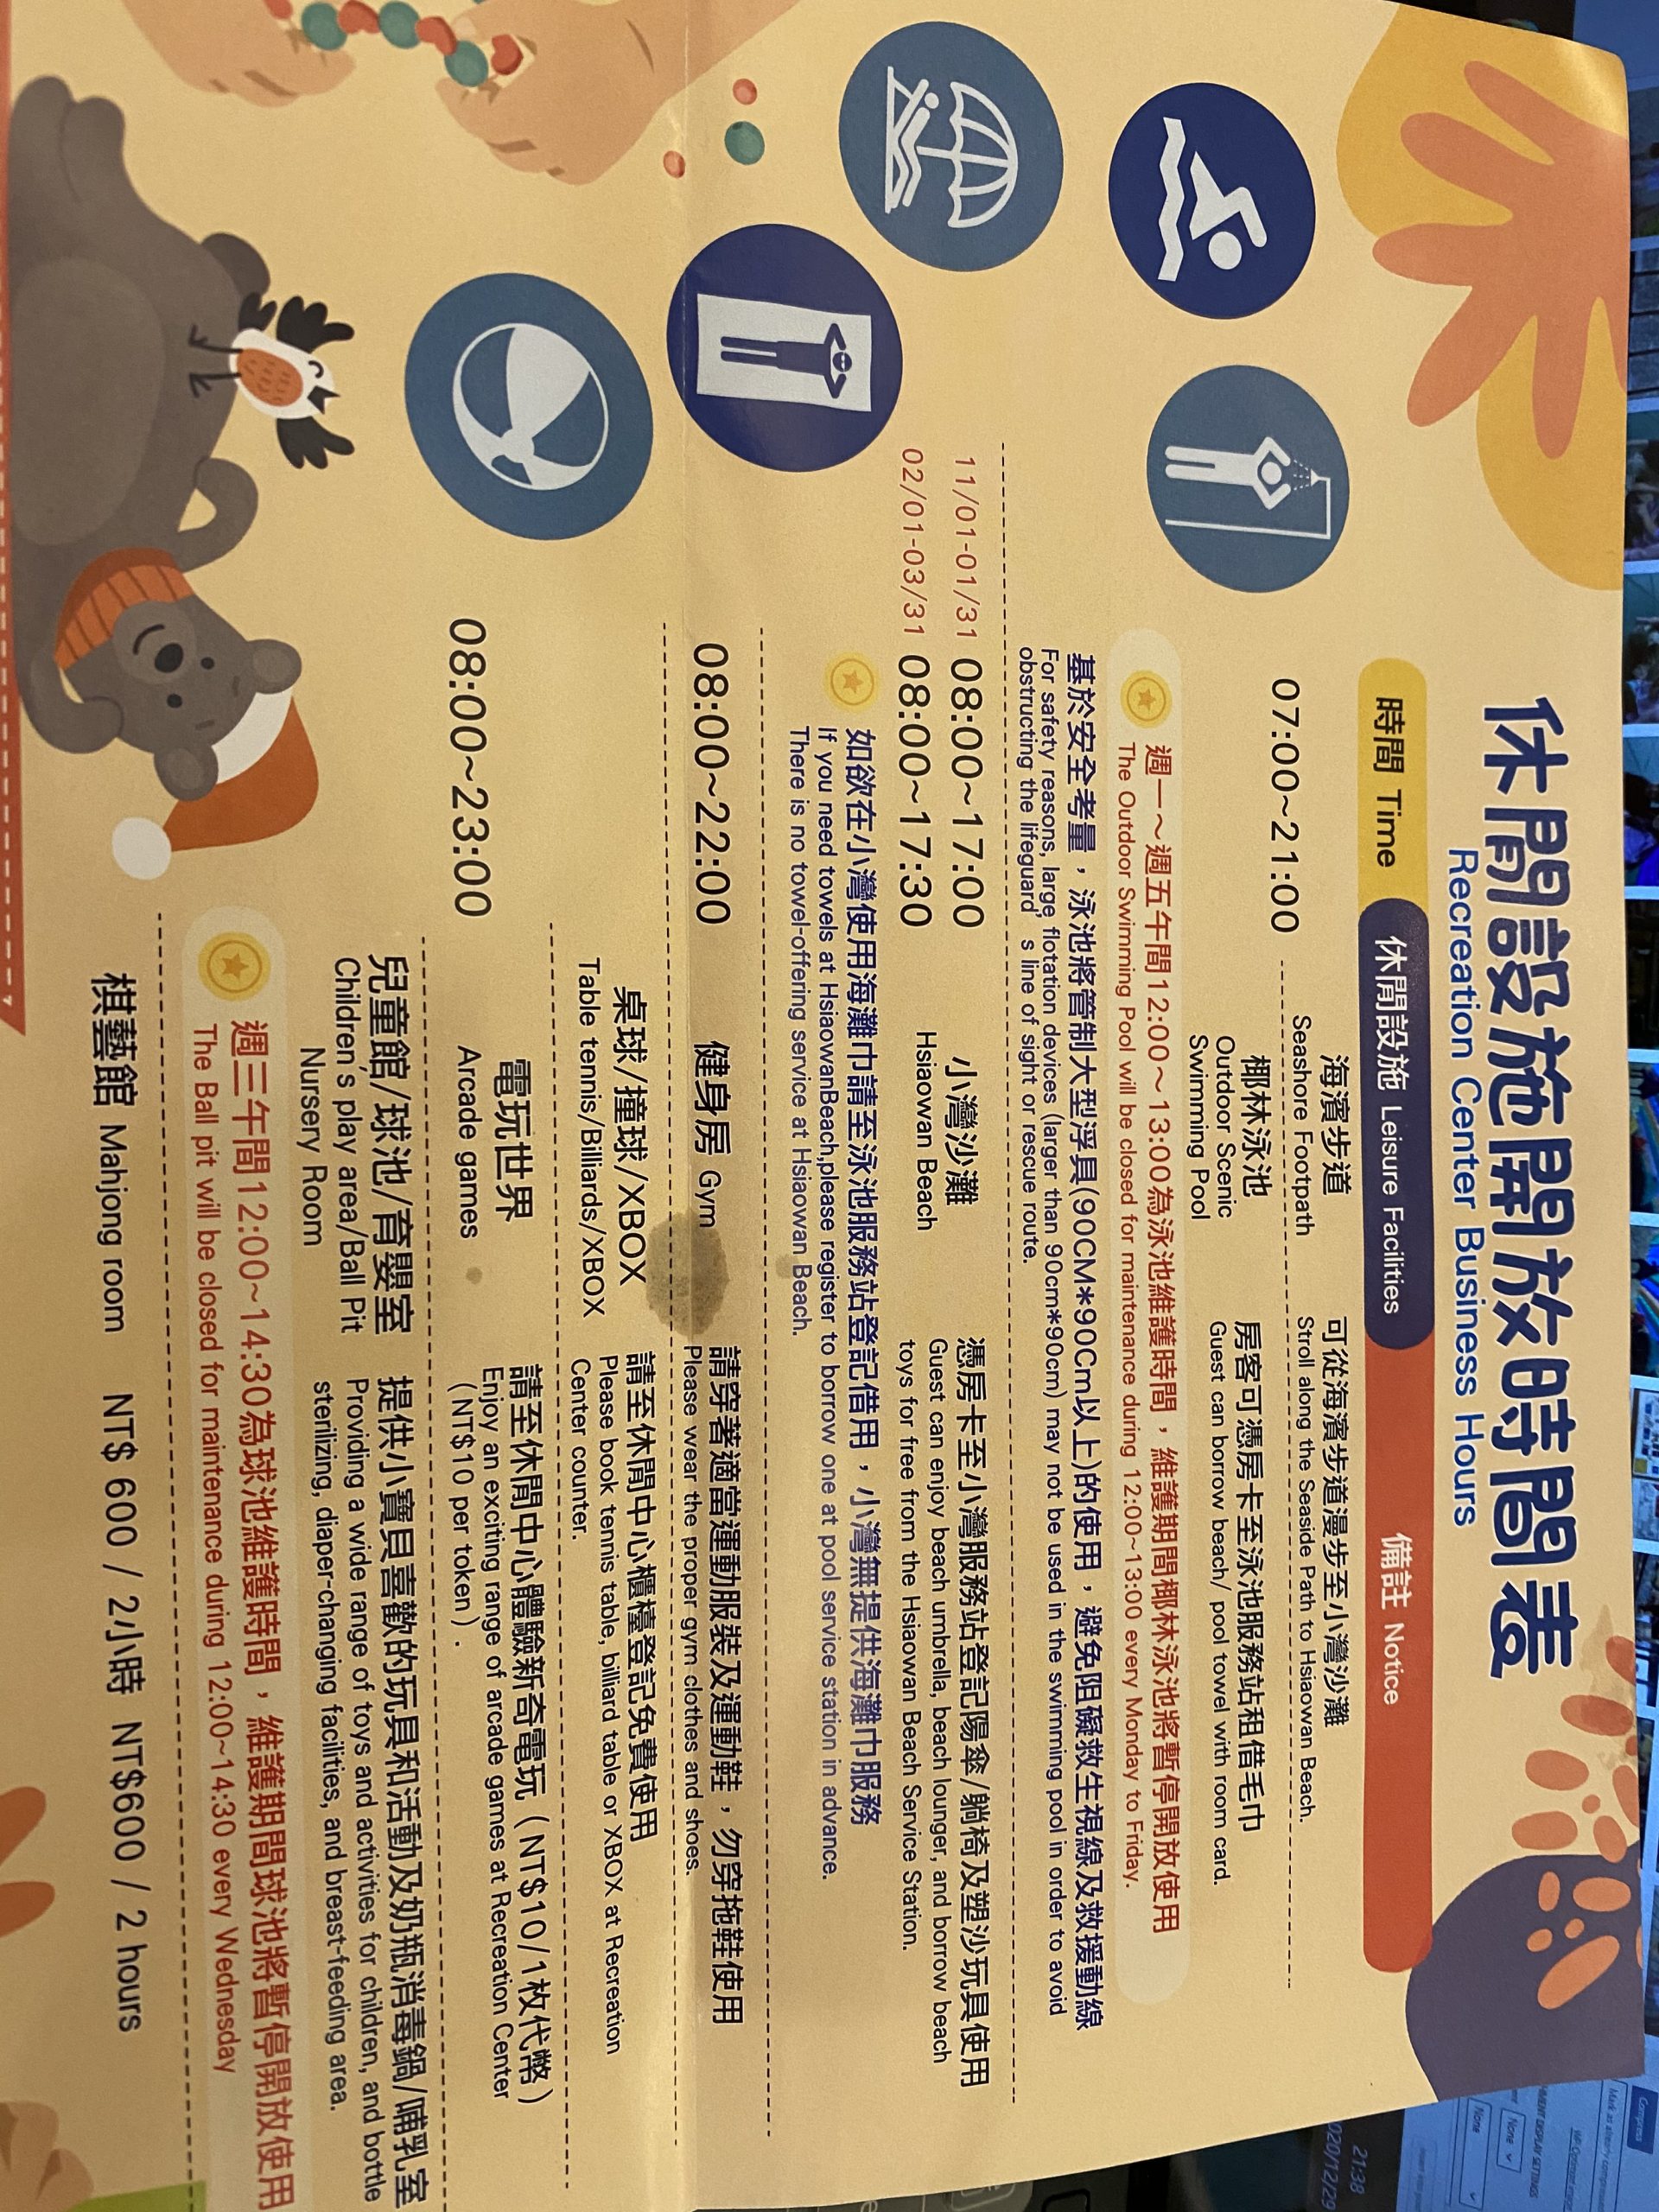 休閒設施開放時間表
Recreation Center Business Hours
時間 Time
休閒設施 Leisure Facilities
備註 Notice
07:00~21:00
海濱步道
Seashore Footpath
可從海濱步道漫步至小灣沙灘
Stroll along the Seaside Path to Hsiaowan Beach.
椰林泳池
Outdoor Scenic
Swimming Pool
房客可憑房卡至泳池服務站租借毛巾
Guest can borrow beach/ pool towel with room card.
週一～週五午間12:00～13:00為泳池維護時間，維護期間椰林泳池將暫停開放使用
The Outdoor Swimming Pool will be closed for maintenance during 12:00~13:00 every Monday to Friday.
基於安全考量，泳池將管制大型浮具(90CM*90Cm以上)的使用，避免阻礙救生視線及救援動線
For safety reasons, large flotation devices (larger than 90cm*90cm) may not be used in the swimming pool in order to avoid
obstructing the lifeguard's line of sight or rescue route.
11/01-01/31 08:00~17:00
02/01-03/31 08:00~17:30
小灣沙灘
Hsiaowan Beach
憑房卡至小灣服務站登記陽傘/躺椅及塑沙玩具使用
Guest can enjoy beach umbrella, beach lounger, and borrow beach
toys for free from the Hsiaowan Beach Service Station.
如欲在小灣使用海灘巾請至泳池服務站登記借用，小灣無提供海灘巾服務
If you need towels at HsiaowanBeach,please register to borrow one at pool service station in advance.
There is no towel-offering service at Hsiaowan Beach.
08:00~22:00
健身房 Gym
請穿著適當運動服裝及運動鞋，勿穿拖鞋使用
Please wear the proper gym clothes and shoes.
08:00~23:00
桌球/撞球/XBOX
Table tennis/Billiards/XBOX
請至休閒中心櫃檯登記免費使用
Please book tennis table, billiard table or XBOX at Recreation
Center counter.
電玩世界
Arcade games
請至休閒中心體驗新奇電玩（NT$10/1枚代幣）
Enjoy an exciting range of arcade games at Recreation Center
（NT$10 per token）.
兒童館/球池/育嬰室
Children's play area/Ball Pit
Nursery Room
提供小寶貝喜歡的玩具和活動及奶瓶消毒鍋/哺乳室
Providing a wide range of toys and activities for children, and bottle
sterilizing, diaper-changing facilities, and breast-feeding area.
週三午間12:00~14:30為球池維護時間，維護期間球池將暫停開放使用
The Ball pit will be closed for maintenance during 12:00~14:30 every Wednesday
棋藝館 Mahjong room
NT$ 600 / 2小時 NT$600 / 2 hours
21:38
020/12/29
Compress
None
None